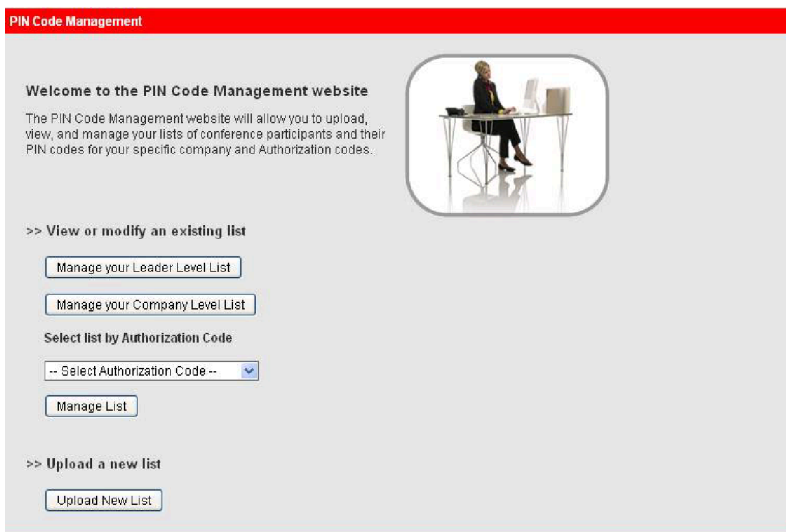 PIN Code Management
Welcome to the PIN Code Management website
The PIN Code Management website will allow you to upload,
view, and manage your lists of conference participants and their
PIN codes for your specific company and Authorization codes.
>> View or modify an existing list
Manage your Leader Level List
Manage your Company Level List
Select list by Authorization Code
-- Select Authorization Code --
Manage List
>> Upload a new list
Upload New List